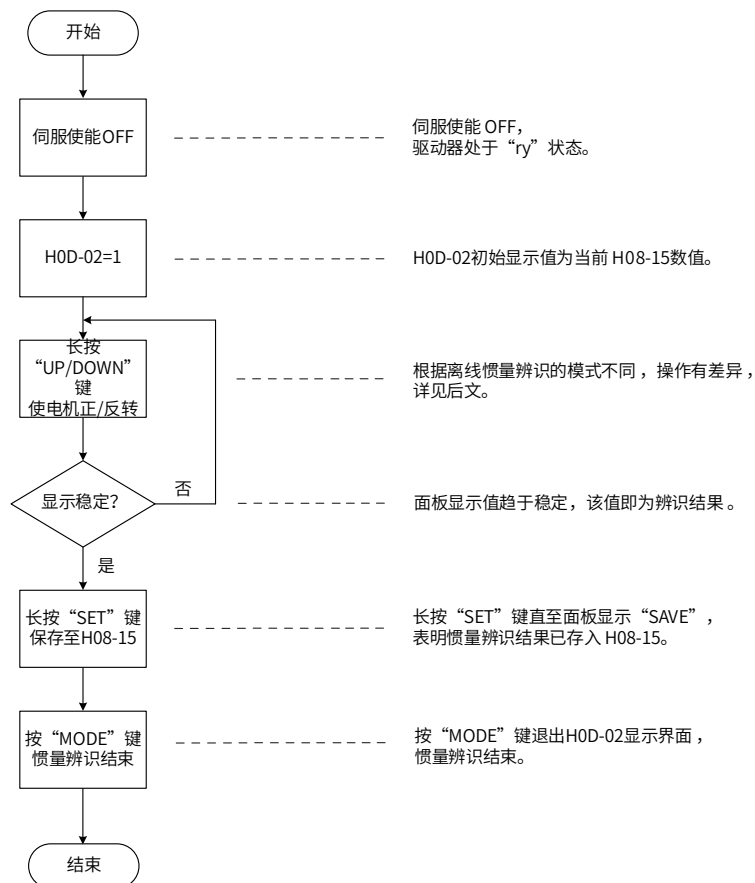 开始
伺服使能OFF
伺服使能 OFF，
驱动器处于“ry”状态。
H0D-02=1
H0D-02初始显示值为当前 H08-15数值。
长按
“UP/DOWN”
键
使电机正/反转
根据离线惯量辨识的模式不同，操作有差异，
详见后文。
显示稳定？
否
面板显示值趋于稳定，该值即为辨识结果 。
是
长按“SET”键
保存至H08-15
长按“SET”键直至面板显示“SAVE”，
表明惯量辨识结果已存入 H08-15。
按“MODE”键
惯量辨识结束
按“MODE”键退出H0D-02显示界面，
惯量辨识结束。
结束